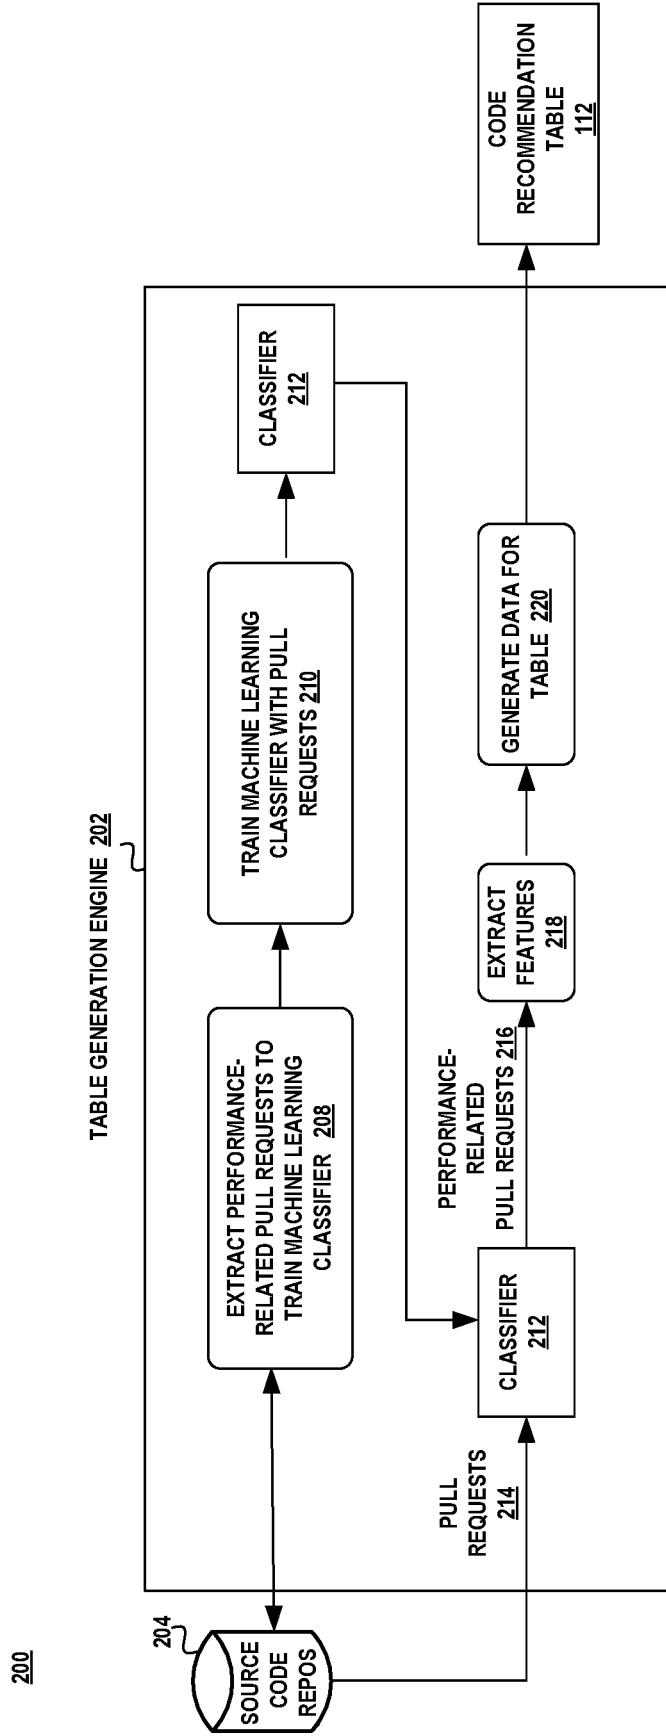 200
TABLE GENERATION ENGINE 202
204
SOURCE
CODE
REPOS
EXTRACT PERFORMANCE-
RELATED PULL REQUESTS TO
TRAIN MACHINE LEARNING
CLASSIFIER 208
TRAIN MACHINE LEARNING
CLASSIFIER WITH PULL
REQUESTS 210
CLASSIFIER
212
PULL
REQUESTS
214
CLASSIFIER
212
PERFORMANCE-
RELATED
PULL REQUESTS 216
EXTRACT
FEATURES
218
GENERATE DATA FOR
TABLE 220
CODE
RECOMMENDATION
TABLE
112